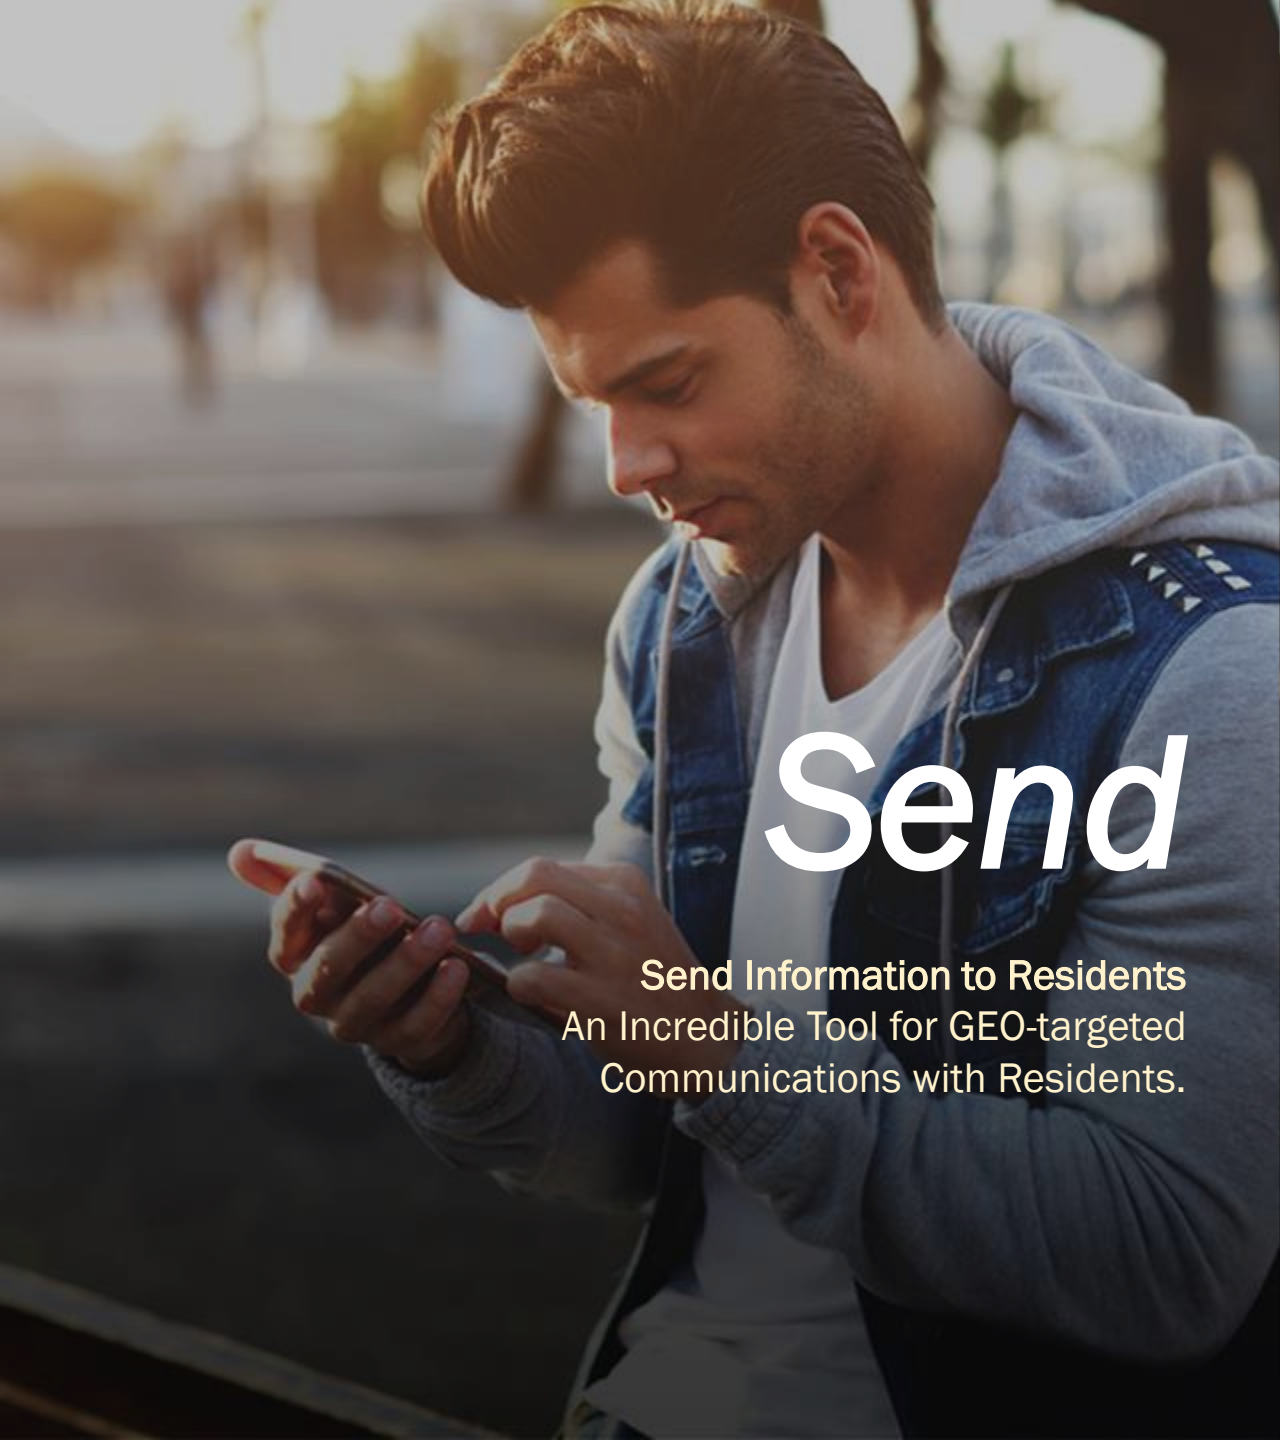 Send
Send Information to Residents
An Incredible Tool for GEO-targeted
Communications with Residents.